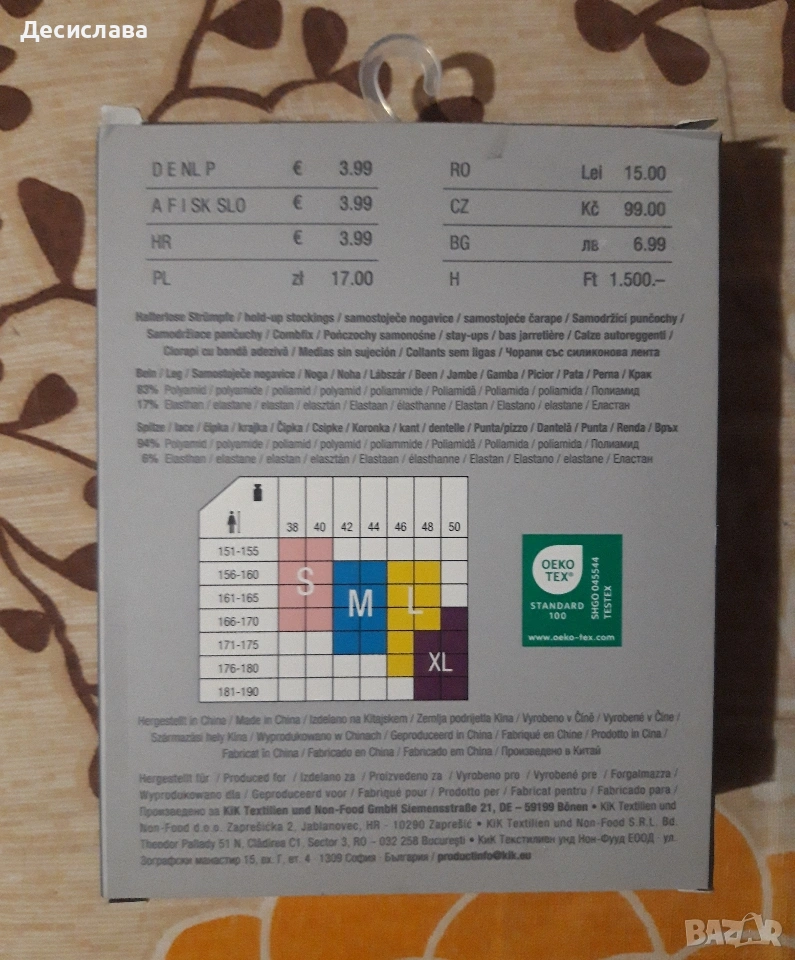 Десислава
D E NL P € 3.99 RO Lei 15.00
A F I SK SLO € 3.99 CZ Kč 99.00
HR € 3.99 BG лв 6.99
PL zł 17.00 H Ft 1.500.–
Halterlose Strümpfe / hold-up stockings / samostoječe nogavice / samostojeće čarape / Samodržící punčochy /
Samodržiace pančuchy / Combfix / Pończochy samonośne / stay-ups / bas jarretière / Calze autoreggenti /
Ciorapi cu bandă adezivă / Medias sin sujeción / Collants sem ligas / Чорапи със силиконова лента
Bein / Leg / Samostoječe nogavice / Noga / Noha / Lábszár / Been / Jambe / Gamba / Picior / Pata / Perna / Крак
83% Polyamid / polyamide / poliamid / polyamid / poliammide / Poliamidă / Poliamida / poliamida / Полиамид
17% Elasthan / elastane / elastan / elasztán / Elastaan / élasthanne / Elastan / Elastano / elastane / Еластан
Spitze / lace / čipka / krajka / Čipka / Csipke / Koronka / kant / dentelle / Punta/pizzo / Dantelă / Punta / Renda / Връх
94% Polyamid / polyamide / poliamid / polyamid / poliammide / Poliamidă / Poliamida / poliamida / Полиамид
6% Elasthan / elastane / elastan / elasztán / Elastaan / élasthanne / Elastan / Elastano / elastane / Еластан
38 40 42 44 46 48 50
151-155
156-160
161-165
166-170
171-175
176-180
181-190
S
M
L
XL
OEKO
TEX®
STANDARD
100
SHGO 045544
TESTEX
www.oeko-tex.com
Hergestellt in China / Made in China / Izdelano na Kitajskem / Zemlja podrijetla Kina / Vyrobeno v Číně / Vyrobené v Číne /
Származási hely Kína / Wyprodukowano w Chinach / Geproduceerd in China / Fabriqué en Chine / Prodotto in Cina /
Fabricat în China / Fabricado en China / Fabricado em China / Произведено в Китай
Hergestellt für / Produced for / Izdelano za / Proizvedeno za / Vyrobeno pro / Vyrobené pre / Forgalmazza /
Wyprodukowano dla / Geproduceerd voor / Fabriqué pour / Prodotto per / Fabricat pentru / Fabricado para /
Произведено за KiK Textilien und Non-Food GmbH Siemensstraße 21, DE – 59199 Bönen • KiK Textilien und
Non-Food d.o.o. Zaprešička 2, Jablanovec, HR - 10290 Zaprešić • KiK Textilien und Non-Food S.R.L. Bd.
Theodor Pallady 51 N, Clădirea C1, Sector 3, RO – 032 258 Bucureşti • КиК Текстилиен унд Нон-Фууд ЕООД ул.
Зографски манастир 15, вх. Г, ет. 4 1309 София - България / productinfo@kik.eu
BAZAR